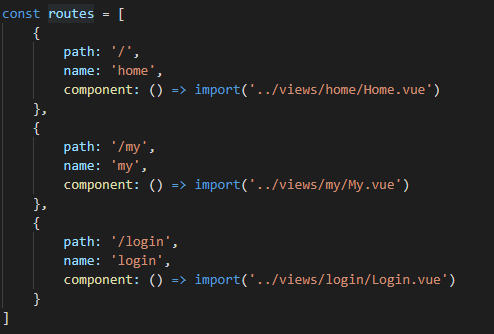 const routes = [
    {
        path: '/',
        name: 'home',
        component: () => import('../views/home/Home.vue')
    },
    {
        path: '/my',
        name: 'my',
        component: () => import('../views/my/My.vue')
    },
    {
        path: '/login',
        name: 'login',
        component: () => import('../views/login/Login.vue')
    }
]